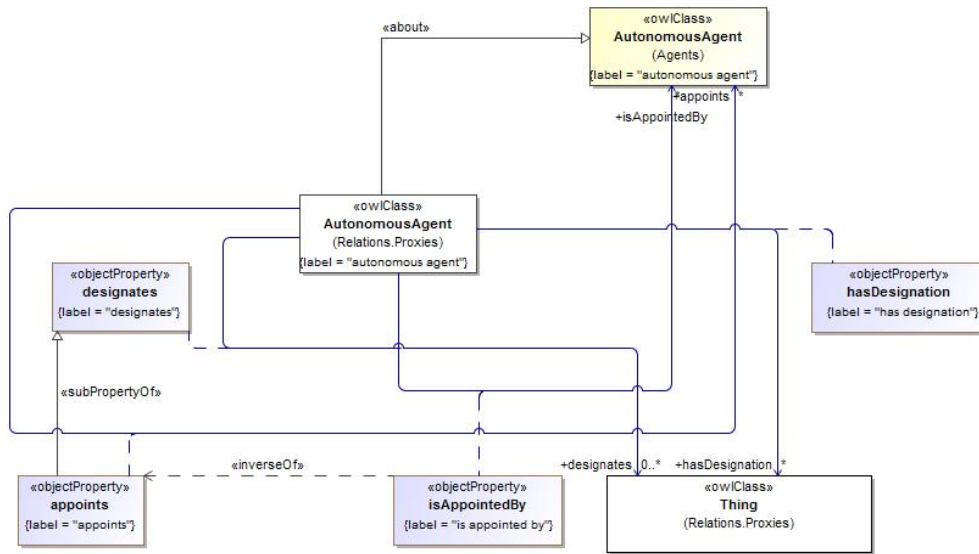 «owlClass»
AutonomousAgent
(Agents)
{label = "autonomous agent"}
«about»
+appoints *
+isAppointedBy
«owlClass»
AutonomousAgent
(Relations.Proxies)
{label = "autonomous agent"}
«objectProperty»
designates
{label = "designates"}
«objectProperty»
hasDesignation
{label = "has designation"}
«subPropertyOf»
«inverseOf»
+designates 0..* +hasDesignation *
«objectProperty»
appoints
{label = "appoints"}
«objectProperty»
isAppointedBy
{label = "is appointed by"}
«owlClass»
Thing
(Relations.Proxies)